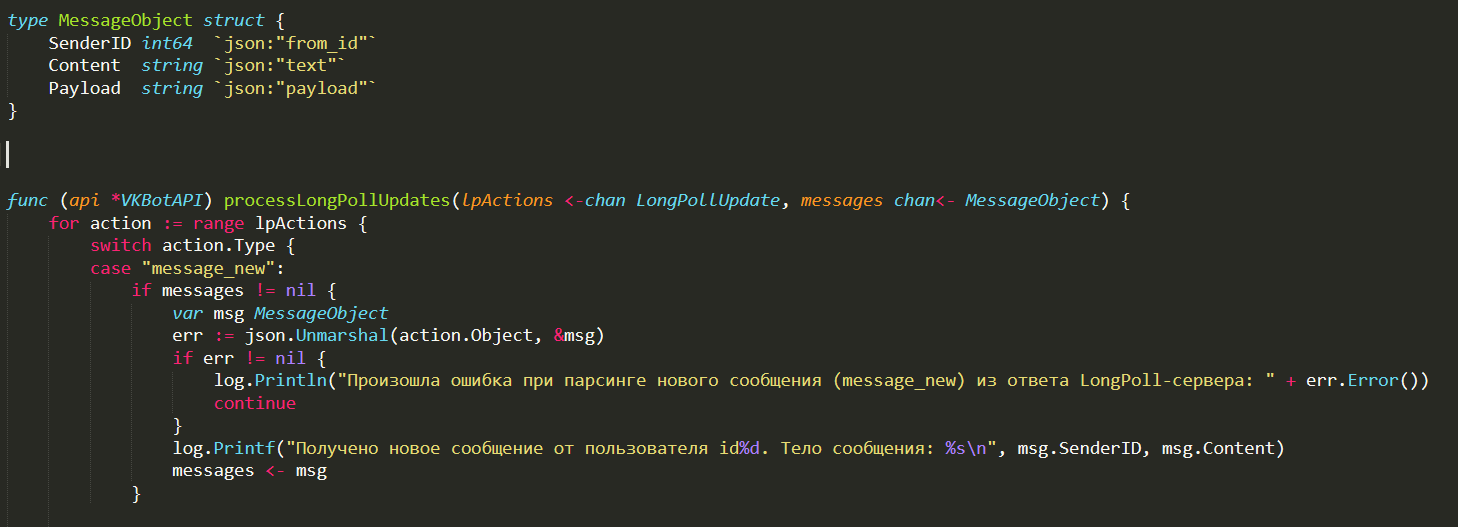 type MessageObject struct {
    SenderID int64  `json:"from_id"`
    Content  string `json:"text"`
    Payload  string `json:"payload"`
}
func (api *VKBotAPI) processLongPollUpdates(lpActions <-chan LongPollUpdate, messages chan<- MessageObject) {
    for action := range lpActions {
        switch action.Type {
        case "message_new":
            if messages != nil {
                var msg MessageObject
                err := json.Unmarshal(action.Object, &msg)
                if err != nil {
                    log.Println("Произошла ошибка при парсинге нового сообщения (message_new) из ответа LongPoll-сервера: " + err.Error())
                    continue
                }
                log.Printf("Получено новое сообщение от пользователя id%d. Тело сообщения: %s\n", msg.SenderID, msg.Content)
                messages <- msg
            }